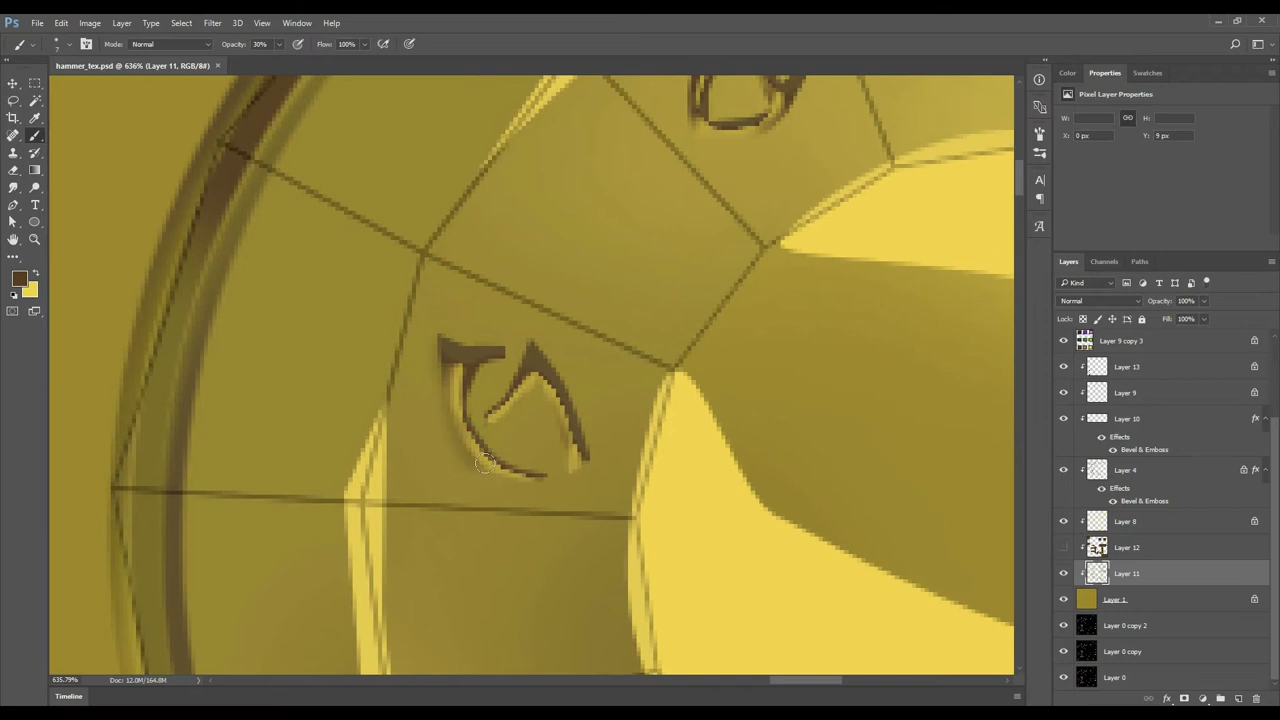 Ps File Edit Image Layer Type Select Filter 3D View Window Help
7 Mode: Normal Opacity: 30% Flow: 100%
hammer_tex.psd @ 636% (Layer 11, RGB/8#) ×
Color Properties Swatches
Pixel Layer Properties
W: H:
X: 0 px Y: 9 px
A|
Layers Channels Paths
Kind
Normal Opacity: 100%
Lock: Fill: 100%
Layer 9 copy 3
Layer 13
Layer 9
Layer 10 fx
Effects
Bevel & Emboss
Layer 4 fx
Effects
Bevel & Emboss
Layer 8
Layer 12
Layer 11
Layer 1
Layer 0 copy 2
Layer 0 copy
Layer 0
635.79% Doc: 12.0M/164.8M
fx
Timeline